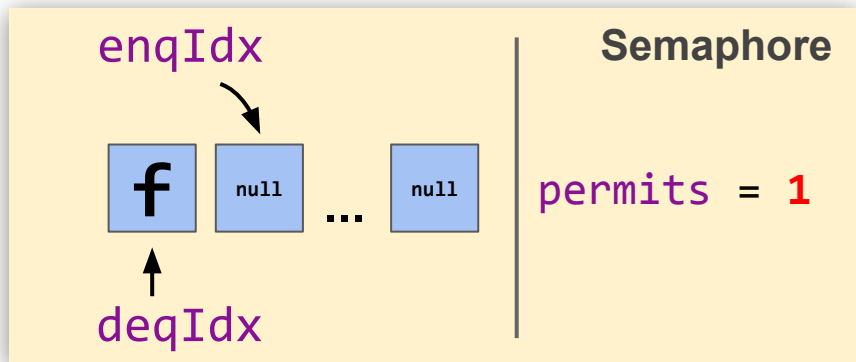 enqIdx
Semaphore
f
null
...
null
permits = 1
deqIdx